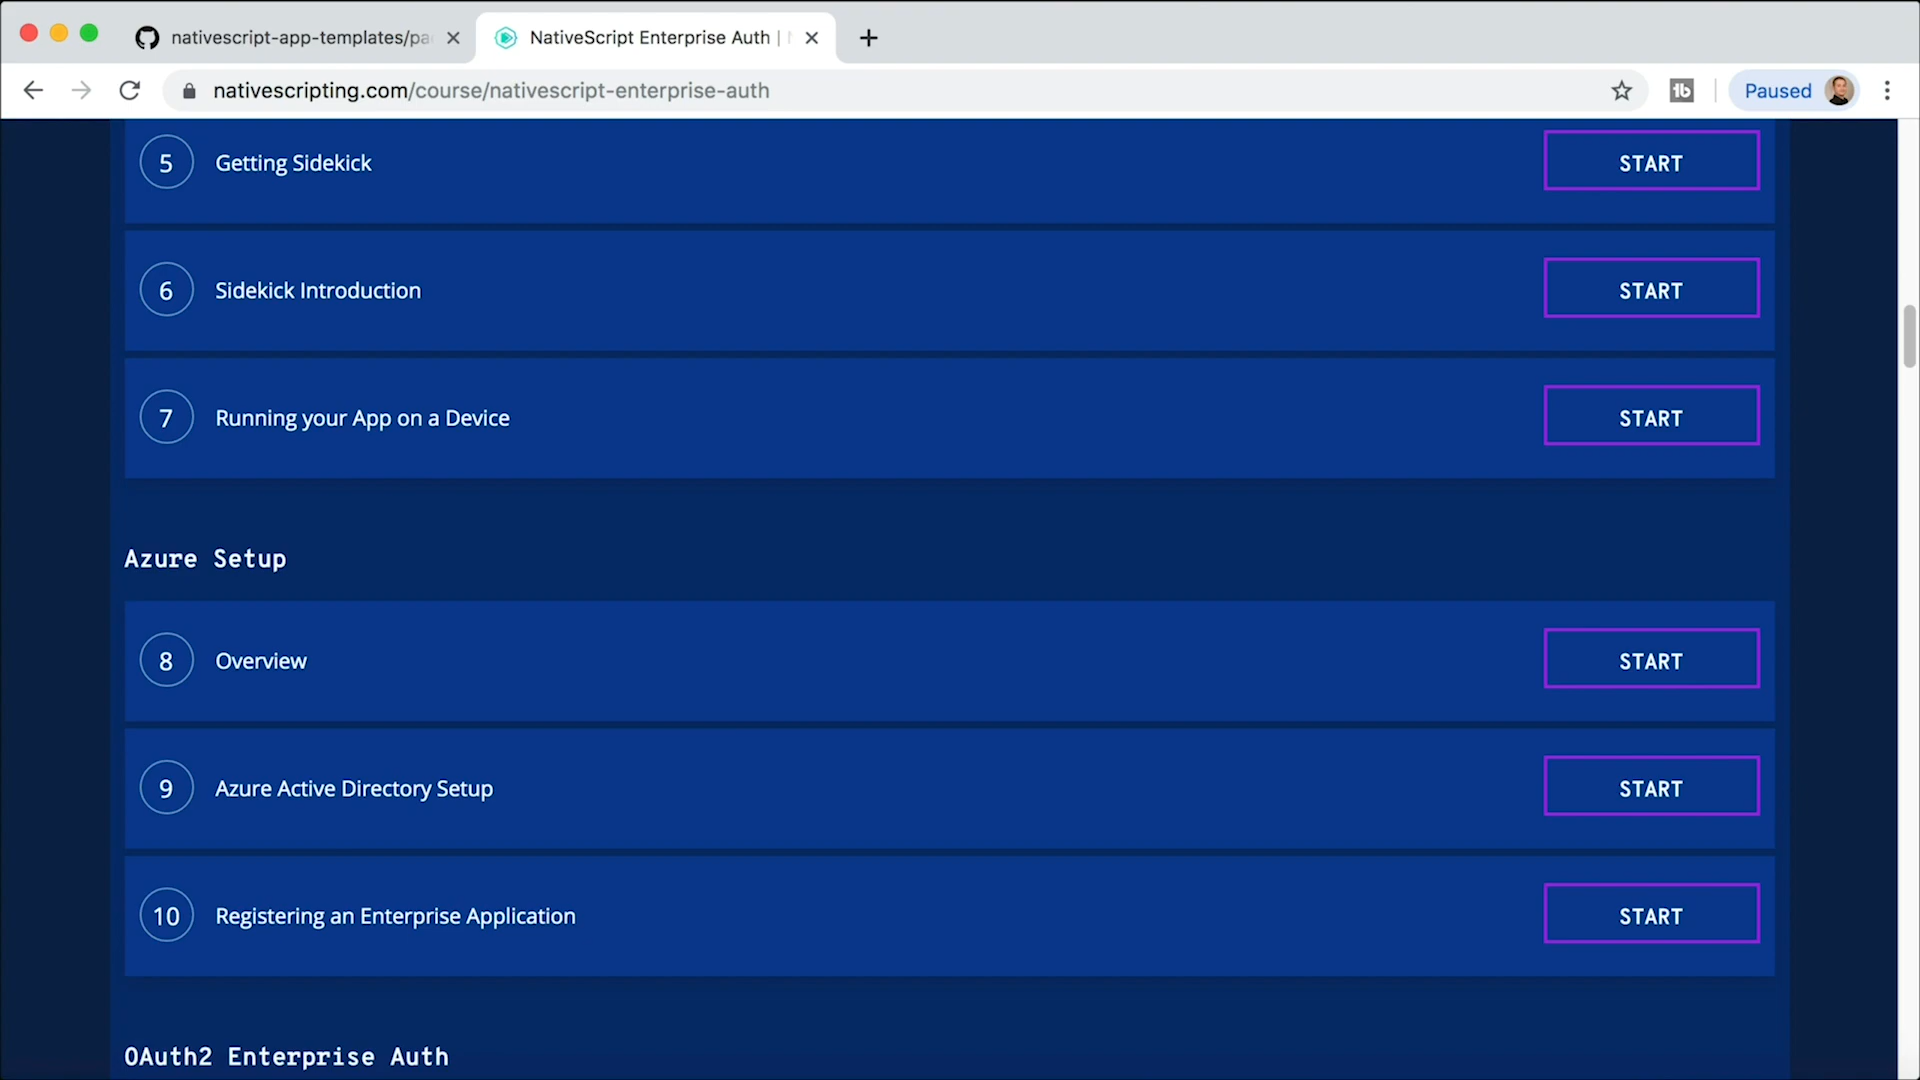 nativescript-app-templates/pa
NativeScript Enterprise Auth |
nativescripting.com/course/nativescript-enterprise-auth
Paused
5 Getting Sidekick START
6 Sidekick Introduction START
7 Running your App on a Device START
Azure Setup
8 Overview START
9 Azure Active Directory Setup START
10 Registering an Enterprise Application START
OAuth2 Enterprise Auth